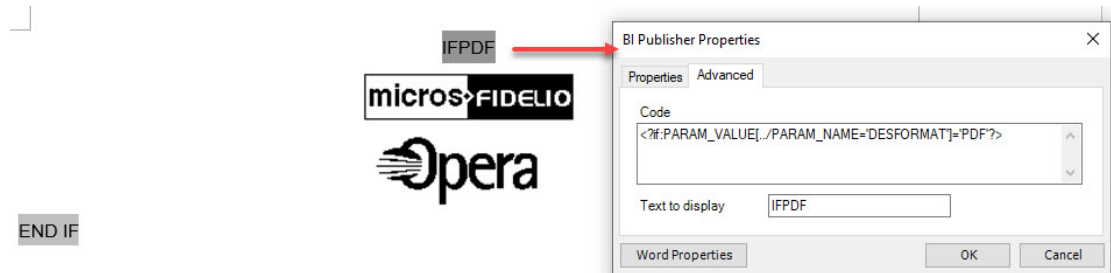 IFPDF
micros FIDELIO
Opera
END IF
BI Publisher Properties
Properties Advanced
Code
<?if:PARAM_VALUE[../PARAM_NAME='DESFORMAT']='PDF'?>
Text to display IFPDF
Word Properties OK Cancel